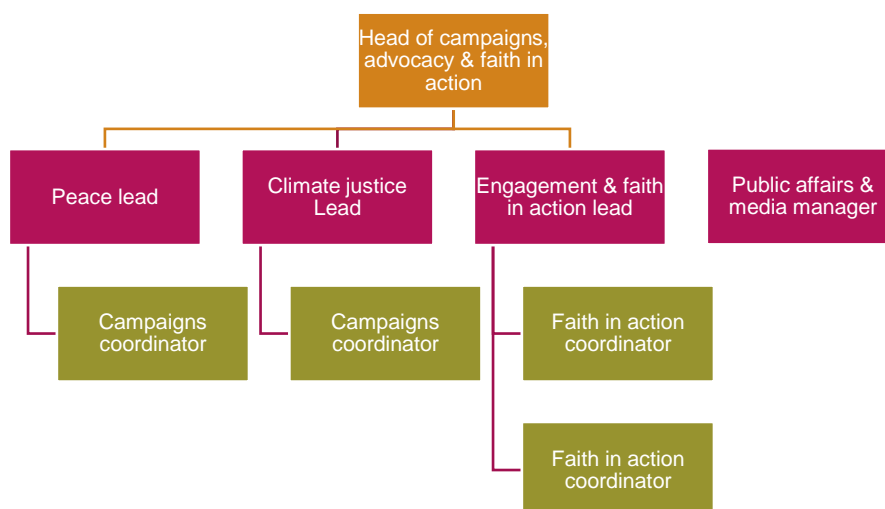 Head of campaigns,
advocacy & faith in
action
Peace lead
Climate justice
Lead
Engagement & faith
in action lead
Public affairs &
media manager
Campaigns
coordinator
Campaigns
coordinator
Faith in action
coordinator
Faith in action
coordinator